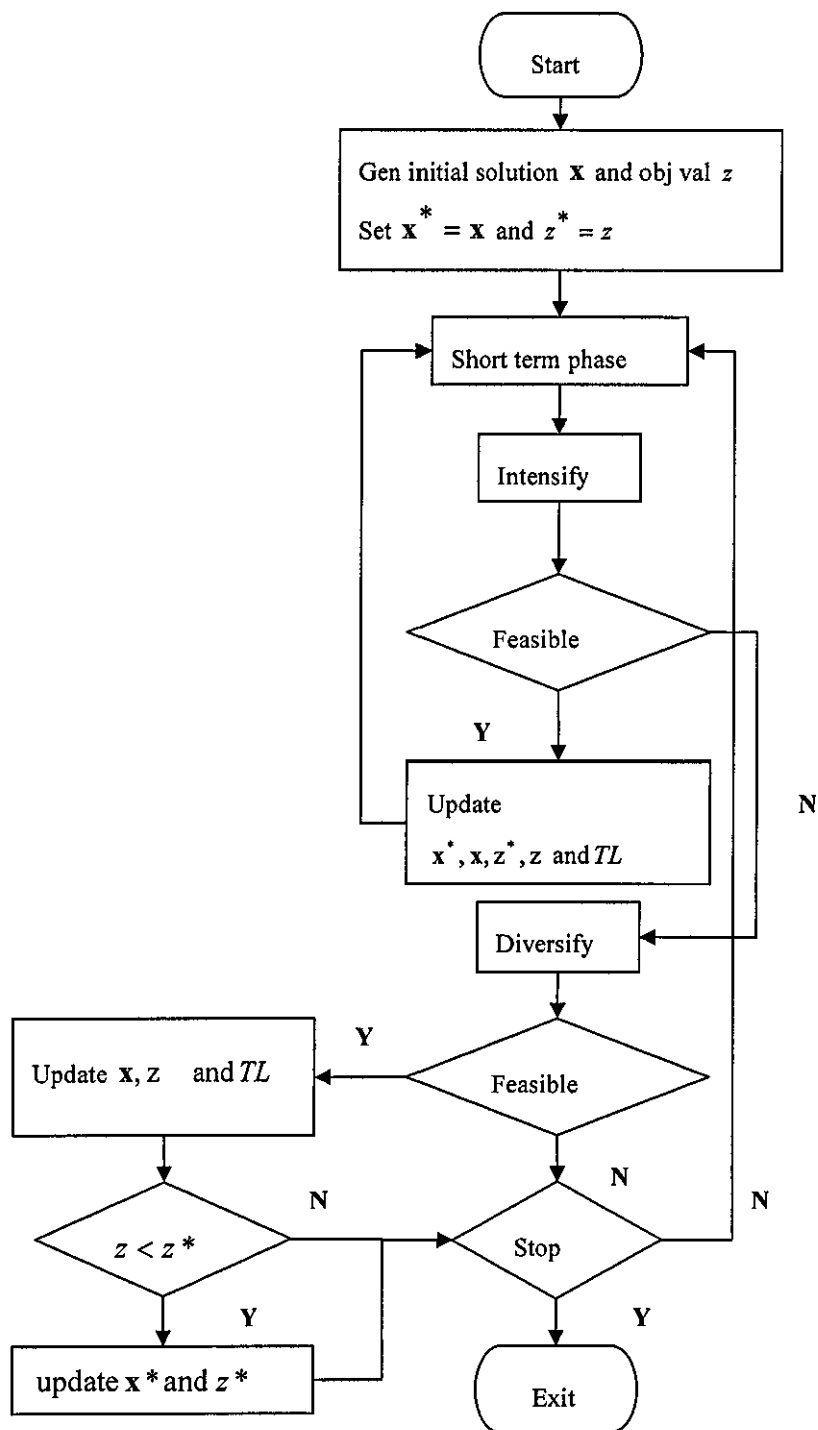 Start
Gen initial solution x and obj val z
Set x* = x and z* = z
Short term phase
Intensify
Feasible
Y
N
Update
x*, x, z*, z and TL
Diversify
Y
Update x, z and TL
Feasible
N
N
N
z < z*
Stop
Y
Y
update x* and z*
Exit